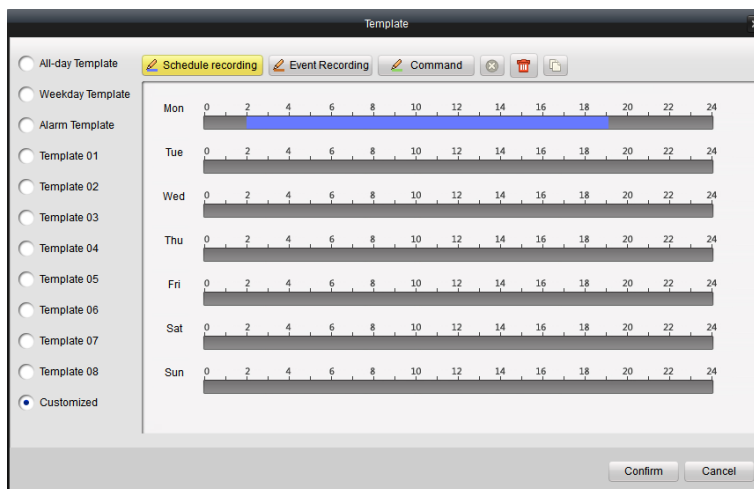 Template
All-day Template
Weekday Template
Alarm Template
Template 01
Template 02
Template 03
Template 04
Template 05
Template 06
Template 07
Template 08
Customized
Schedule recording Event Recording Command
Mon 0 2 4 6 8 10 12 14 16 18 20 22 24
Tue 0 2 4 6 8 10 12 14 16 18 20 22 24
Wed 0 2 4 6 8 10 12 14 16 18 20 22 24
Thu 0 2 4 6 8 10 12 14 16 18 20 22 24
Fri 0 2 4 6 8 10 12 14 16 18 20 22 24
Sat 0 2 4 6 8 10 12 14 16 18 20 22 24
Sun 0 2 4 6 8 10 12 14 16 18 20 22 24
Confirm Cancel